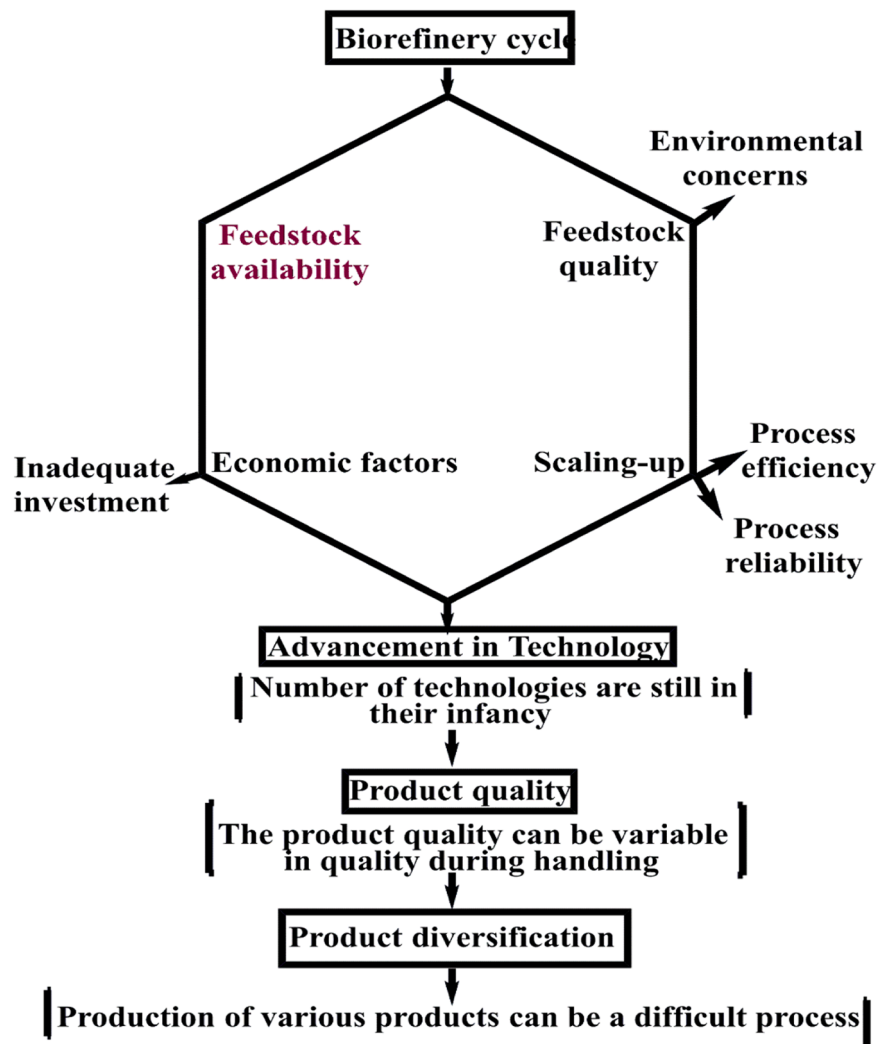 Biorefinery cycle
Environmental
concerns
Feedstock
availability
Feedstock
quality
Inadequate
investment
Economic factors
Scaling-up
Process
efficiency
Process
reliability
Advancement in Technology
Number of technologies are still in
their infancy
Product quality
The product quality can be variable
in quality during handling
Product diversification
Production of various products can be a difficult process